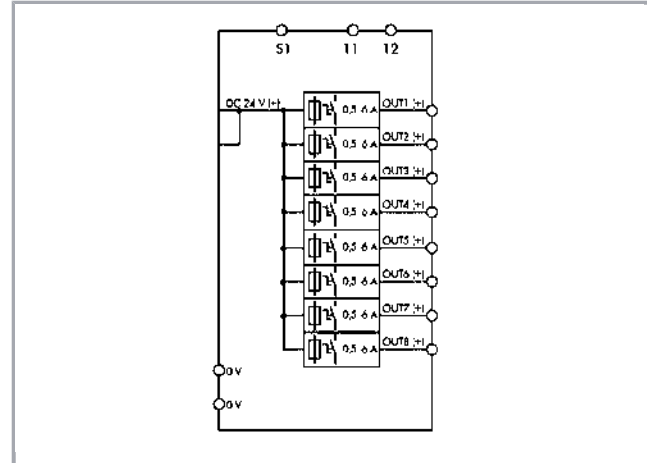 S1 11 12
DC 24 V (+)
0,5 6 A OUT1 (+)
0,5 6 A OUT2 (+)
0,5 6 A OUT3 (+)
0,5 6 A OUT4 (+)
0,5 6 A OUT5 (+)
0,5 6 A OUT6 (+)
0,5 6 A OUT7 (+)
0,5 6 A OUT8 (+)
0 V
0 V